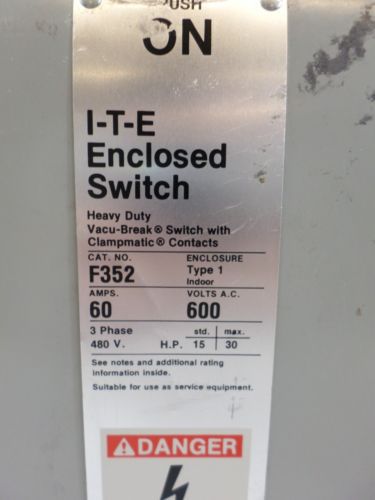 PUSH
ON
I-T-E
Enclosed
Switch
Heavy Duty
Vacu-Break® Switch with
Clampmatic® Contacts
CAT. NO. ENCLOSURE
F352 Type 1
Indoor
AMPS. VOLTS A.C.
60 600
3 Phase std. max.
480 V. H.P. 15 30
See notes and additional rating
information inside.
Suitable for use as service equipment.
DANGER